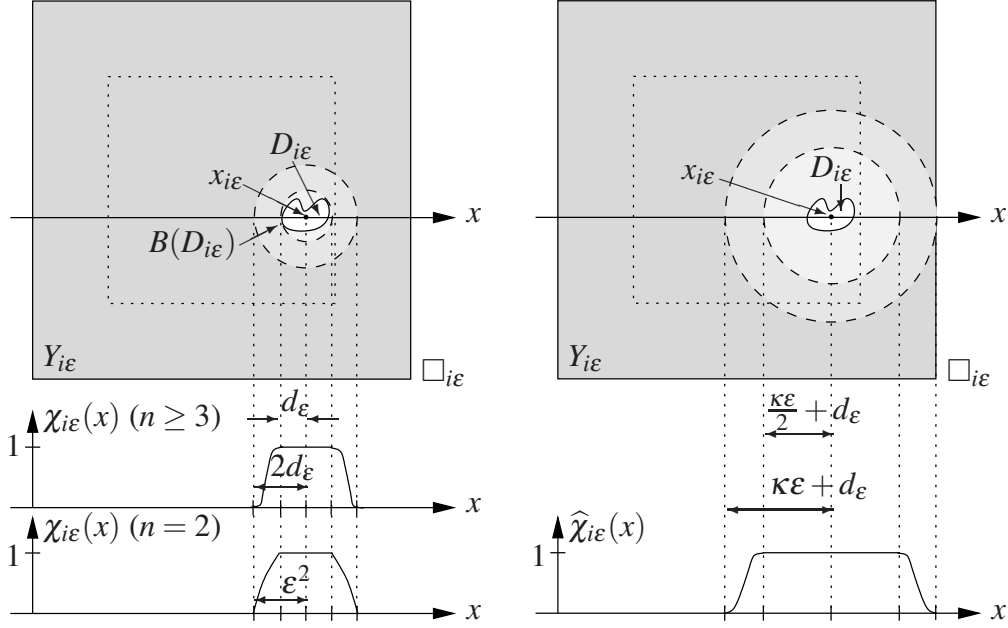 D_{iε}
x_{iε}
x
B(D_{iε})
Y_{iε}
□_{iε}
d_ε
χ_{iε}(x) (n ≥ 3)
1
2d_ε
χ_{iε}(x) (n = 2)
1
ε²
x
D_{iε}
x_{iε}
x
Y_{iε}
□_{iε}
κε/2 + d_ε
κε + d_ε
χ̂_{iε}(x)
1
x